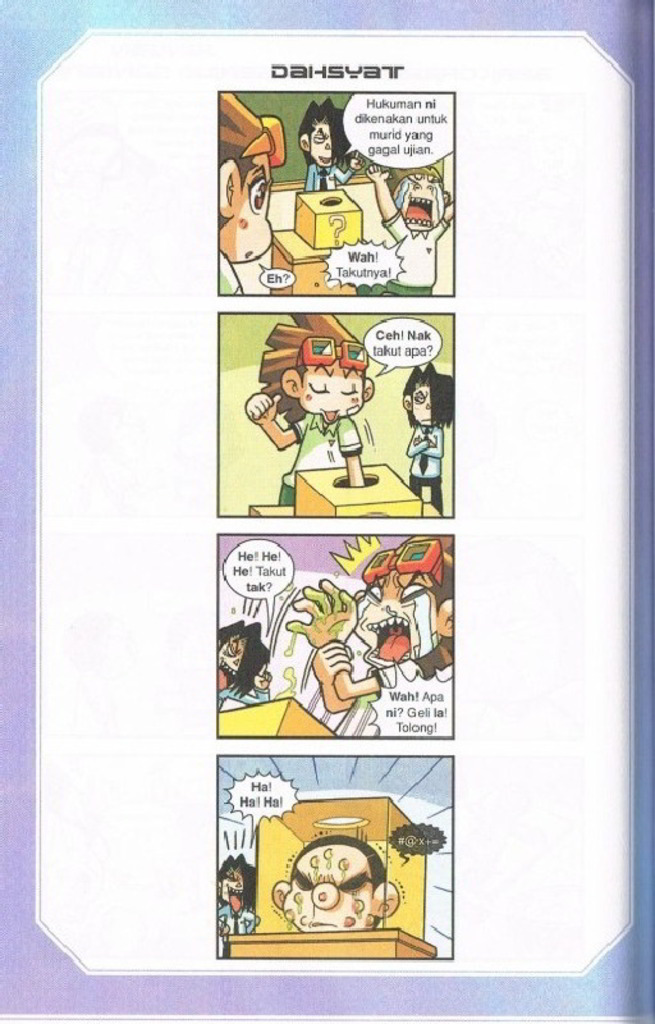 DAHSYAT
Hukuman ni
dikenakan untuk
murid yang
gagal ujian.
Wah!
Takutnya!
Eh?
?
Ceh! Nak
takut apa?
He! He!
He! Takut
tak?
Wah! Apa
ni? Geli la!
Tolong!
Ha!
Ha! Ha!
#@x+=